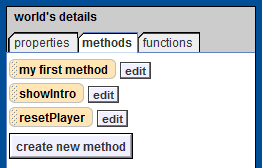 world's details
properties methods functions
my first method edit
showIntro edit
resetPlayer edit
create new method